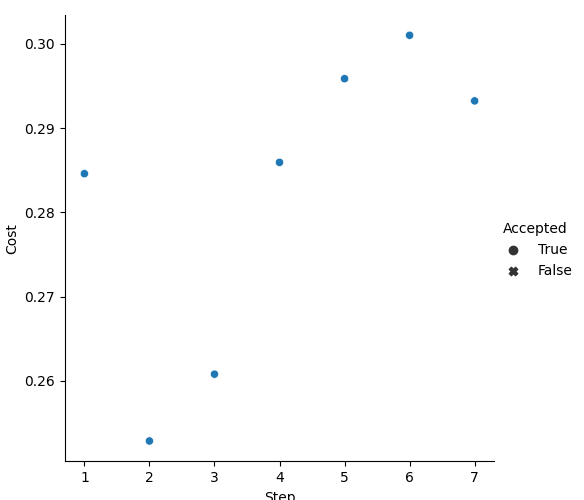 0.30
0.29
0.28
0.27
0.26
Cost
1 2 3 4 5 6 7
Step
Accepted
True
False